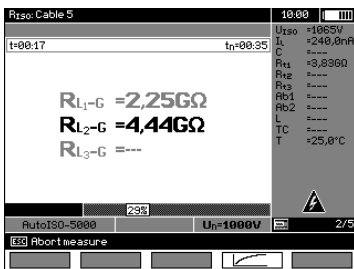 RISO: Cable 5
10:00
t=00:17
tn=00:35
UISO =1065V
IL =240,0nA
C =---
Rt1 =3,83GΩ
Rt2 =---
Rt3 =---
Ab1 =---
Ab2 =---
L =---
TC =---
T =25,0°C
RL1-G =2,25GΩ
RL2-G =4,44GΩ
RL3-G =---
29%
AutoISO-5000
Un=1000V
2/5
ESC Abort measure